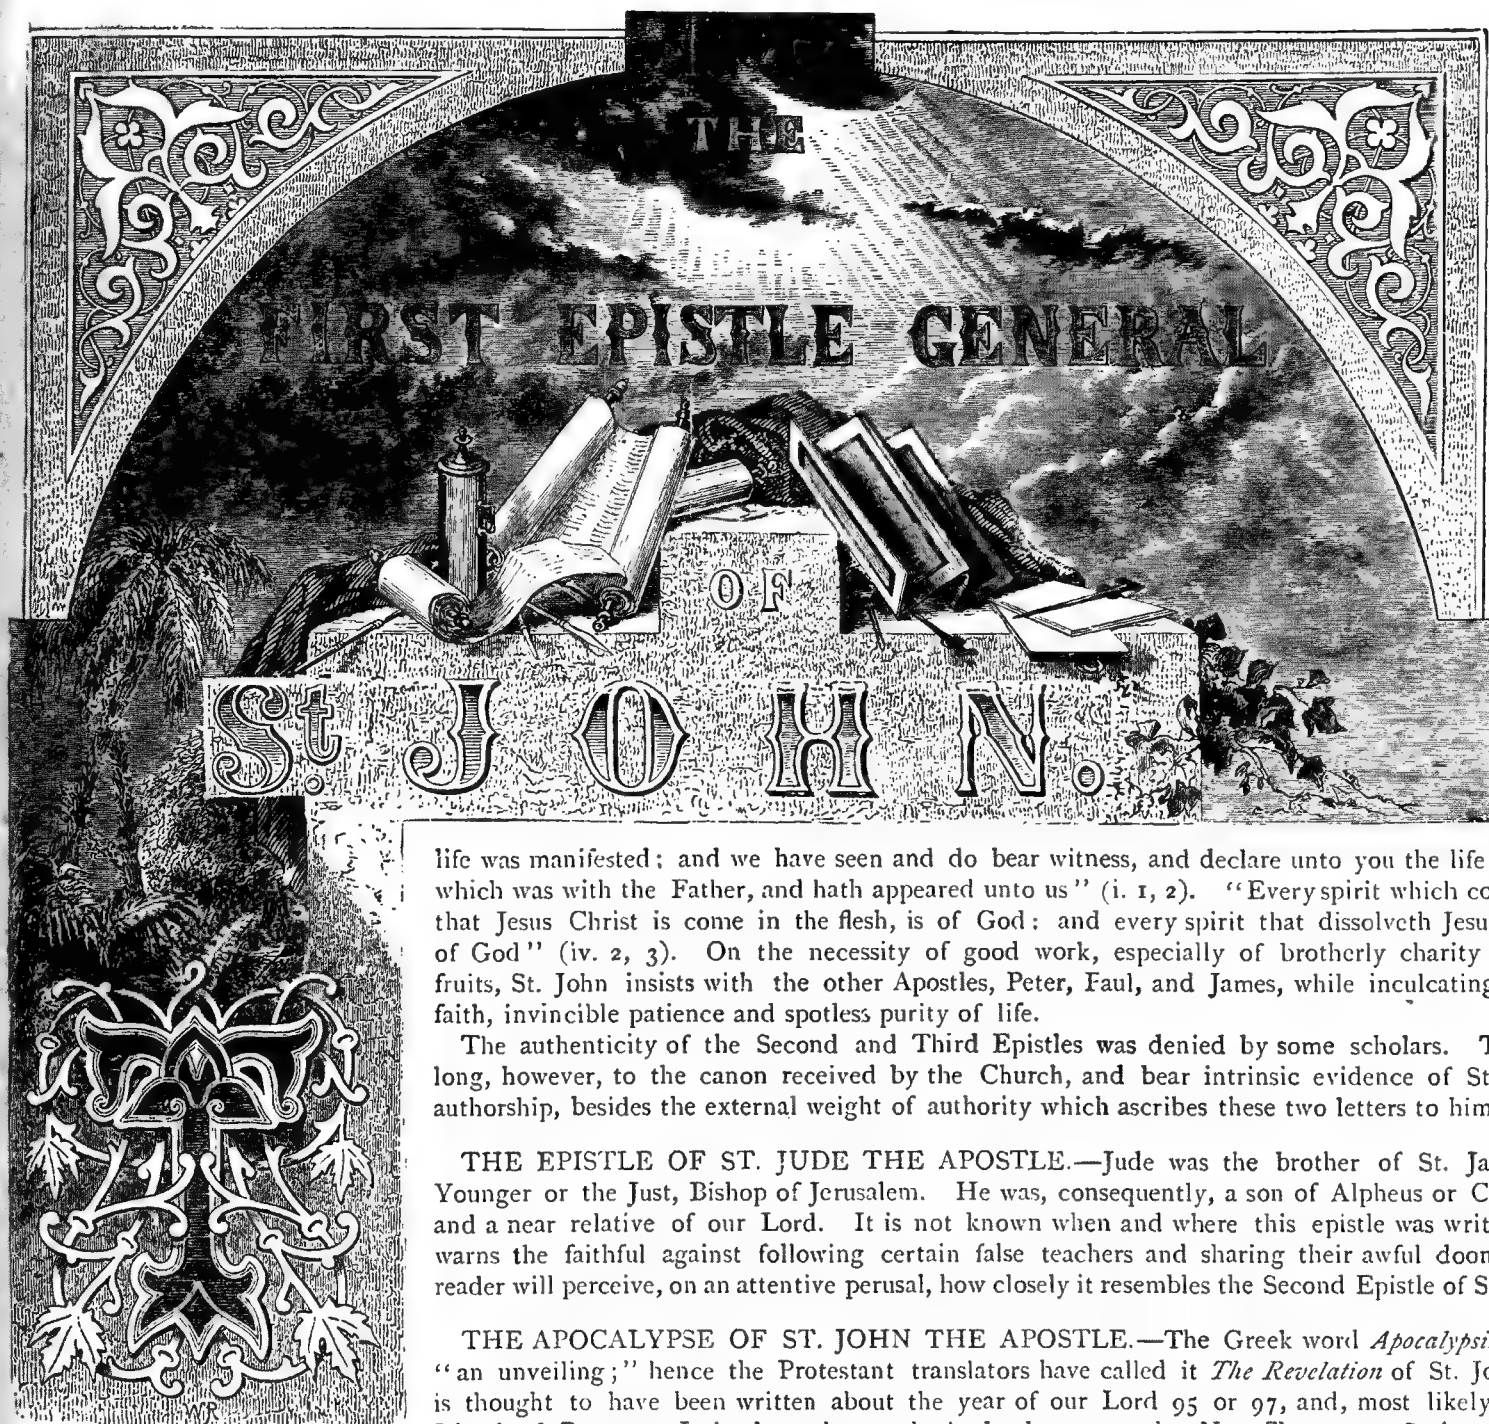 THE
FIRST EPISTLE GENERAL
OF
St. JOHN.
life was manifested; and we have seen and do bear witness, and declare unto you the life
which was with the Father, and hath appeared unto us" (i. 1, 2). "Every spirit which co
that Jesus Christ is come in the flesh, is of God: and every spirit that dissolveth Jesu
of God" (iv. 2, 3). On the necessity of good work, especially of brotherly charity
fruits, St. John insists with the other Apostles, Peter, Faul, and James, while inculcating
faith, invincible patience and spotless purity of life.
The authenticity of the Second and Third Epistles was denied by some scholars. T
long, however, to the canon received by the Church, and bear intrinsic evidence of St
authorship, besides the external weight of authority which ascribes these two letters to him
THE EPISTLE OF ST. JUDE THE APOSTLE.—Jude was the brother of St. Ja
Younger or the Just, Bishop of Jerusalem. He was, consequently, a son of Alpheus or C
and a near relative of our Lord. It is not known when and where this epistle was writ
warns the faithful against following certain false teachers and sharing their awful doom
reader will perceive, on an attentive perusal, how closely it resembles the Second Epistle of S
THE APOCALYPSE OF ST. JOHN THE APOSTLE.—The Greek word Apocalypsi
"an unveiling;" hence the Protestant translators have called it The Revelation of St. Jo
is thought to have been written about the year of our Lord 95 or 97, and, most likely
WR